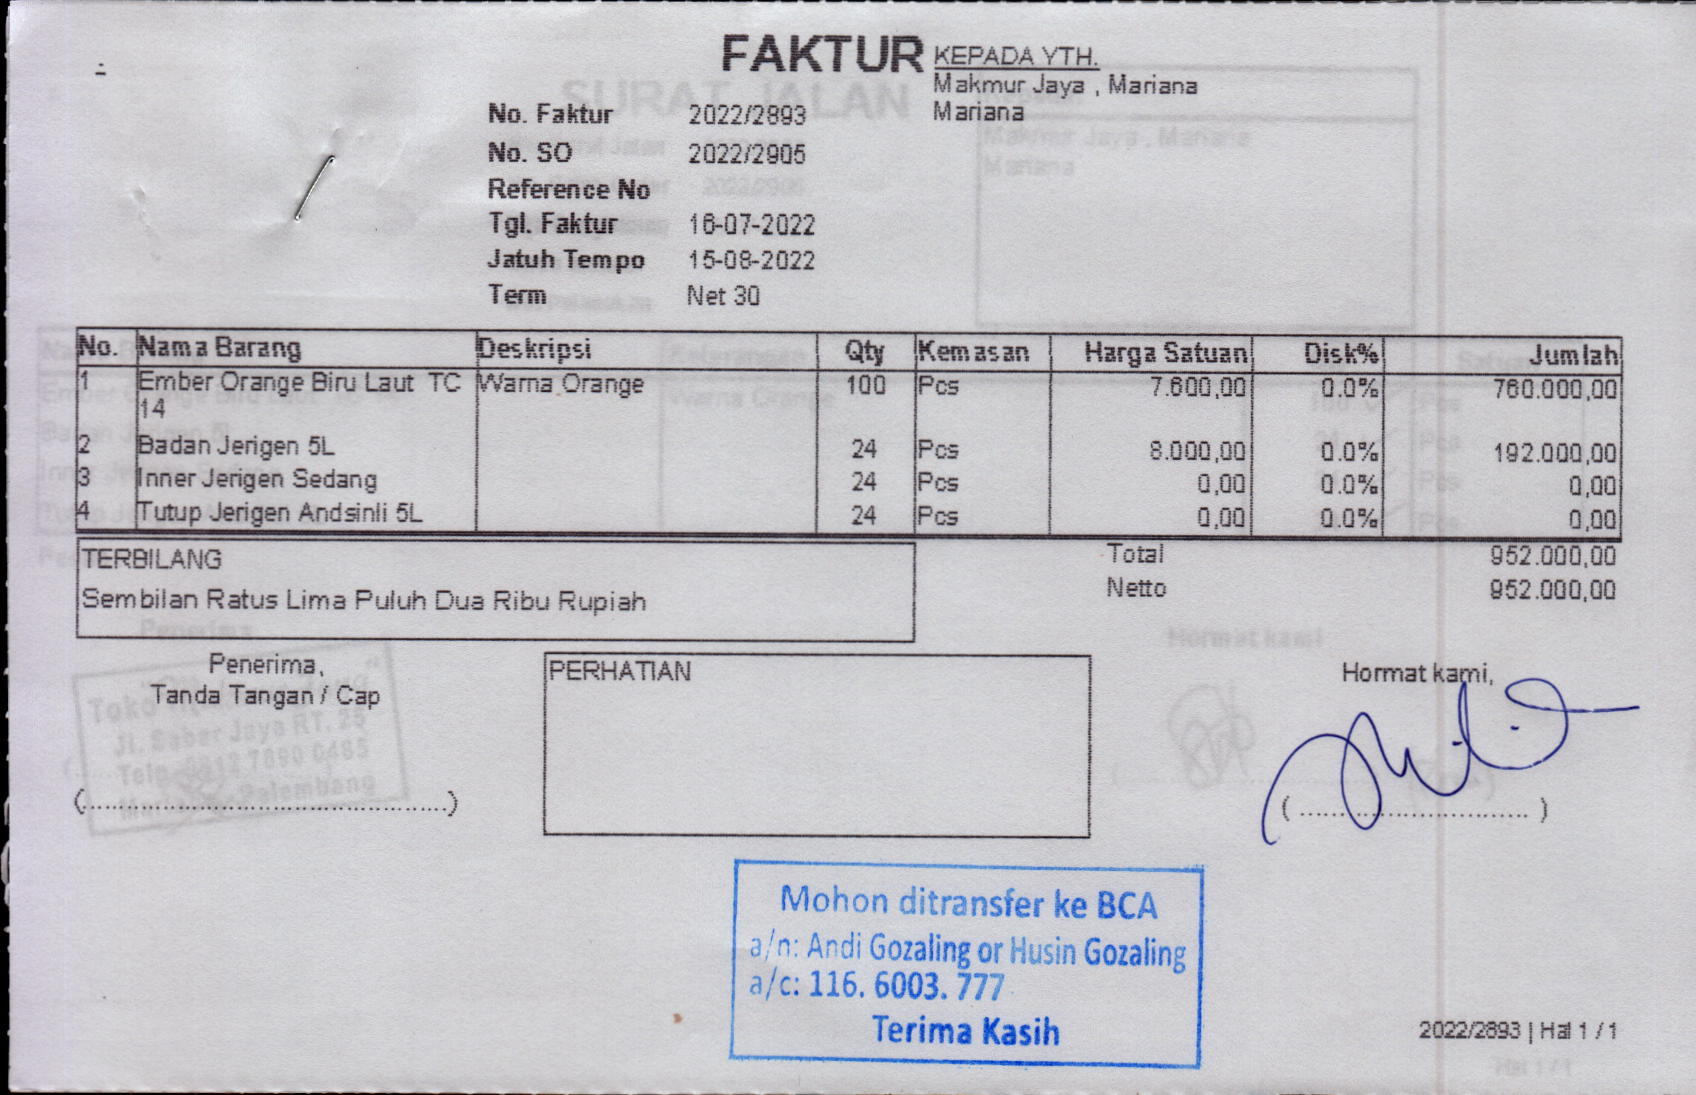 FAKTUR
KEPADA YTH.
Makmur Jaya , Mariana
Mariana
No. Faktur 2022/2893
No. SO 2022/2905
Reference No
Tgl. Faktur 16-07-2022
Jatuh Tempo 15-08-2022
Term Net 30
No. Nama Barang Deskripsi Qty Kemasan Harga Satuan Disk% Jumlah
1 Ember Orange Biru Laut TC Warna Orange 100 Pcs 7.600,00 0.0% 760.000,00
14
2 Badan Jerigen 5L 24 Pcs 8.000,00 0.0% 192.000,00
3 Inner Jerigen Sedang 24 Pcs 0,00 0.0% 0,00
4 Tutup Jerigen Andsinli 5L 24 Pcs 0,00 0.0% 0,00
TERBILANG
Sembilan Ratus Lima Puluh Dua Ribu Rupiah
Total 952.000,00
Netto 952.000,00
Penerima,
Tanda Tangan / Cap
(..............................................)
PERHATIAN
Hormat kami,
( ............................. )
Mohon ditransfer ke BCA
a/n: Andi Gozaling or Husin Gozaling
a/c: 116. 6003. 777
Terima Kasih
2022/2893 | Hal 1 / 1